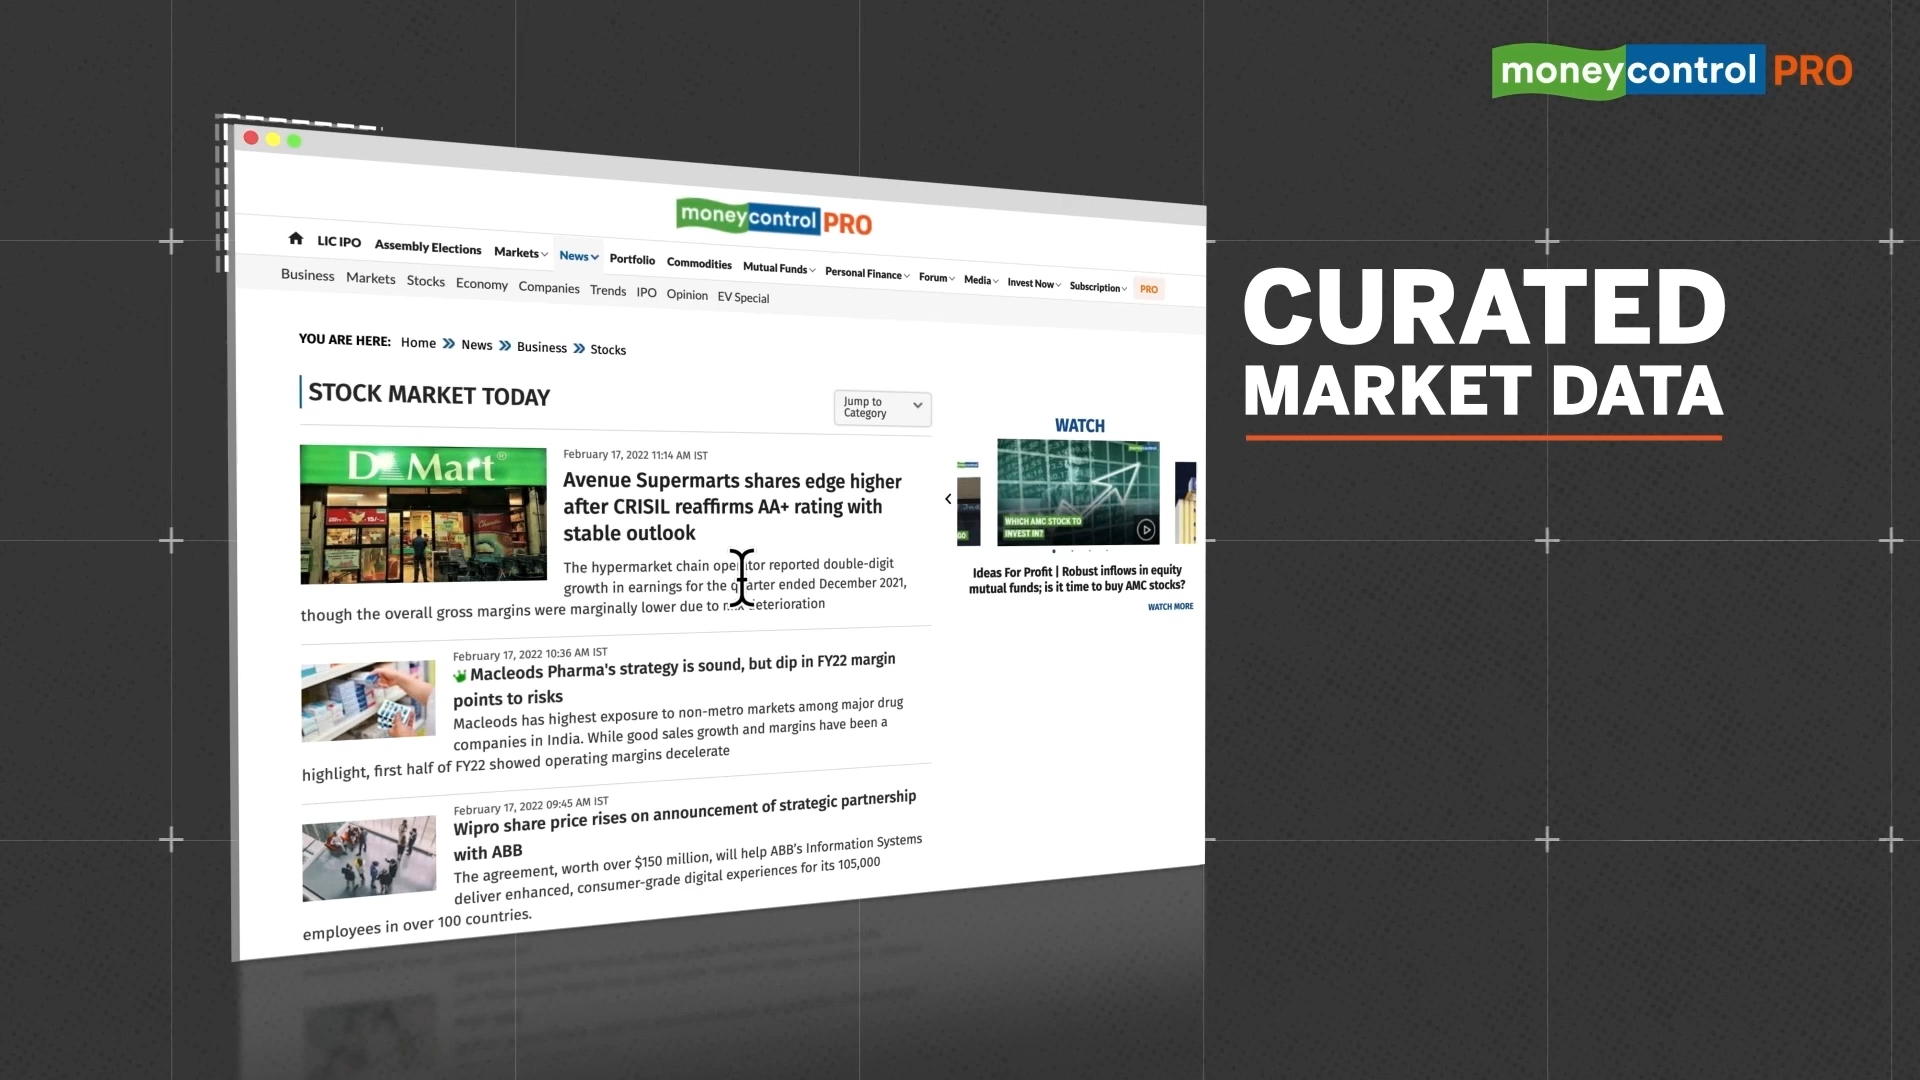 moneycontrol PRO
CURATED
MARKET DATA
moneycontrol PRO
LIC IPO Assembly Elections Markets News Portfolio Commodities Mutual Funds Personal Finance Forum Media Invest Now Subscription PRO
Business Markets Stocks Economy Companies Trends IPO Opinion EV Special
YOU ARE HERE: Home News Business Stocks
STOCK MARKET TODAY
Jump to
Category
D Mart®
February 17, 2022 11:14 AM IST
Avenue Supermarts shares edge higher
after CRISIL reaffirms AA+ rating with
stable outlook
The hypermarket chain operator reported double-digit
growth in earnings for the quarter ended December 2021,
though the overall gross margins were marginally lower due to mix deterioration
February 17, 2022 10:36 AM IST
Macleods Pharma's strategy is sound, but dip in FY22 margin
points to risks
Macleods has highest exposure to non-metro markets among major drug
companies in India. While good sales growth and margins have been a
highlight, first half of FY22 showed operating margins decelerate
February 17, 2022 09:45 AM IST
Wipro share price rises on announcement of strategic partnership
with ABB
The agreement, worth over $150 million, will help ABB's Information Systems
deliver enhanced, consumer-grade digital experiences for its 105,000
employees in over 100 countries.
WATCH
WHICH AMC STOCK TO
INVEST IN?
Ideas For Profit | Robust inflows in equity
mutual funds; is it time to buy AMC stocks?
WATCH MORE